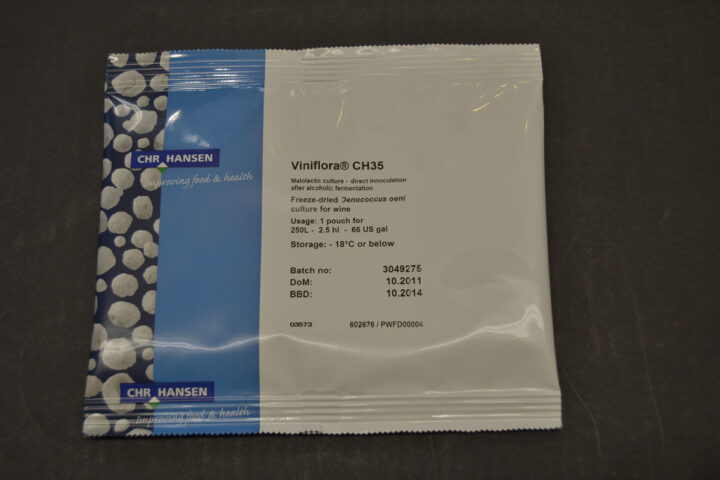 CHR HANSEN
Improving food & health
Viniflora® CH35
Malolactic culture - direct innoculation
after alcoholic fermentation
Freeze-dried Oenococcus oeni
culture for wine
Usage: 1 pouch for
250L - 2.5 hl - 66 US gal
Storage: - 18°C or below
Batch no: 3049275
DoM: 10.2011
BBD: 10.2014
03573 602676 / PWFD00004
CHR HANSEN
Improving food & health